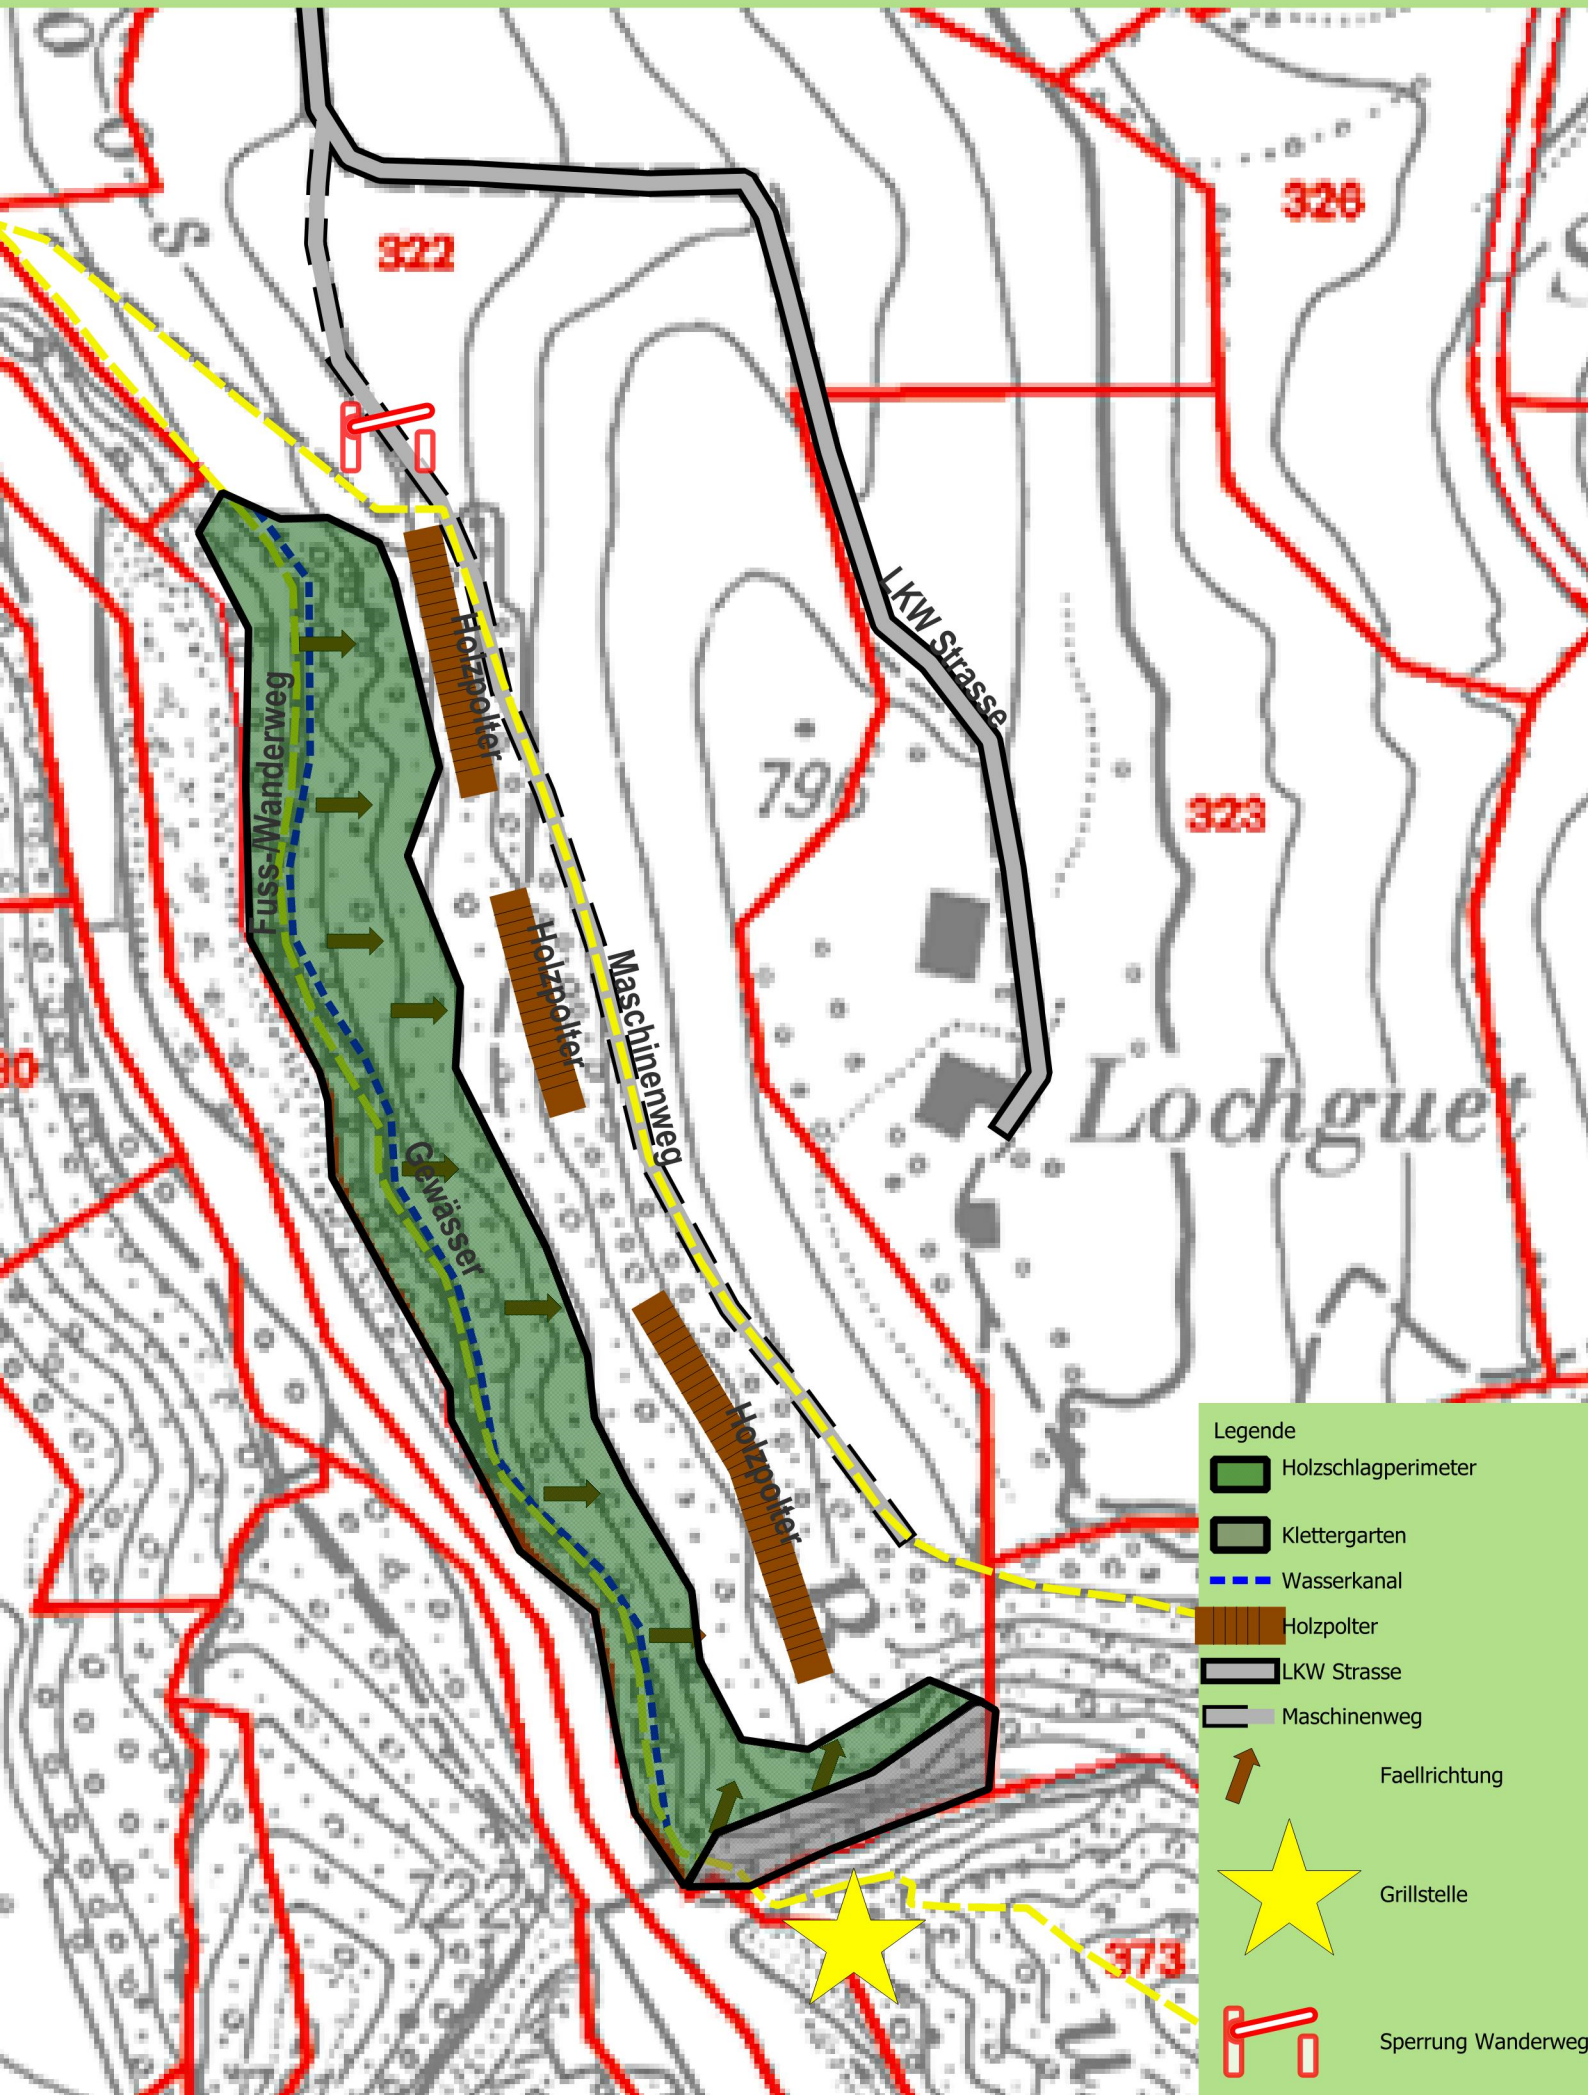 322
326
Holzpolter
LKW Strasse
Fuss-/Wanderweg
323
Holzpolter
Maschinenweg
Lochguet
Gewässer
Holzpolter
373
Legende
Holzschlagperimeter
Klettergarten
Wasserkanal
Holzpolter
LKW Strasse
Maschinenweg
Faellrichtung
Grillstelle
Sperrung Wanderweg